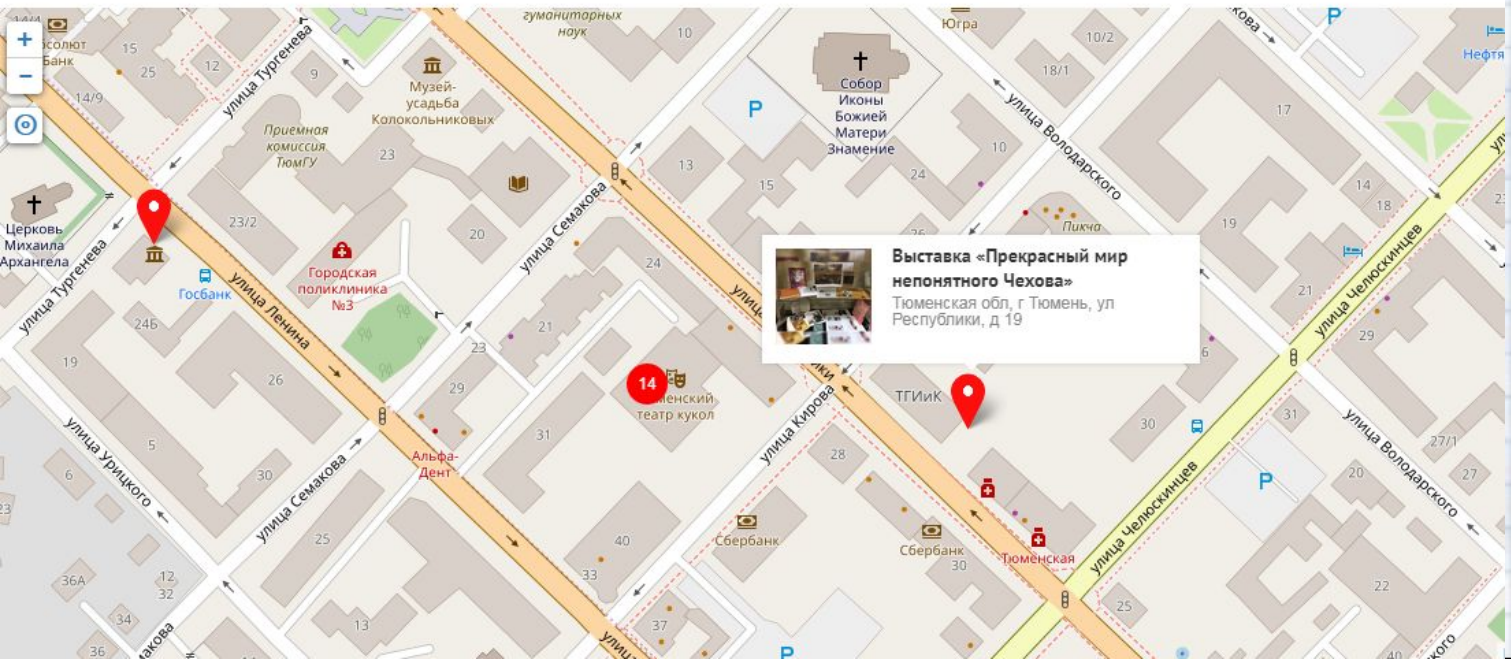 гуманитарных
наук
Югра
Р
Абсолют
Банк
15
25
12
9
10
10/2
18/1
Нефтя
14/9
улица Тургенева
Музей-
усадьба
Колокольниковых
Приемная
комиссия
ТюмГУ
23
Р
Собор
Иконы
Божией
Матери
Знамение
13
15
24
10
17
улица Володарского
14
18
19
Церковь
Михаила
Архангела
улица Тургенева
23/2
Госбанк
Городская
поликлиника
№3
20
улица Семакова
24
Пикча
Выставка «Прекрасный мир
непонятного Чехова»
Тюменская обл, г Тюмень, ул
Республики, д 19
21
29
улица Челюскинцев
24Б
улица Ленина
19
26
21
23
29
14
театр кукол
31
улица Кирова
ТГИиК
28
30
31
улица Володарского
27/1
27
20
Р
5
6
улица Урицкого
30
улица Семакова
25
Альфа-
Дент
40
33
Сбербанк
Сбербанк
30
Тюменская
улица Челюскинцев
22
25
36А
12
32
34
36
13
37
Р
40